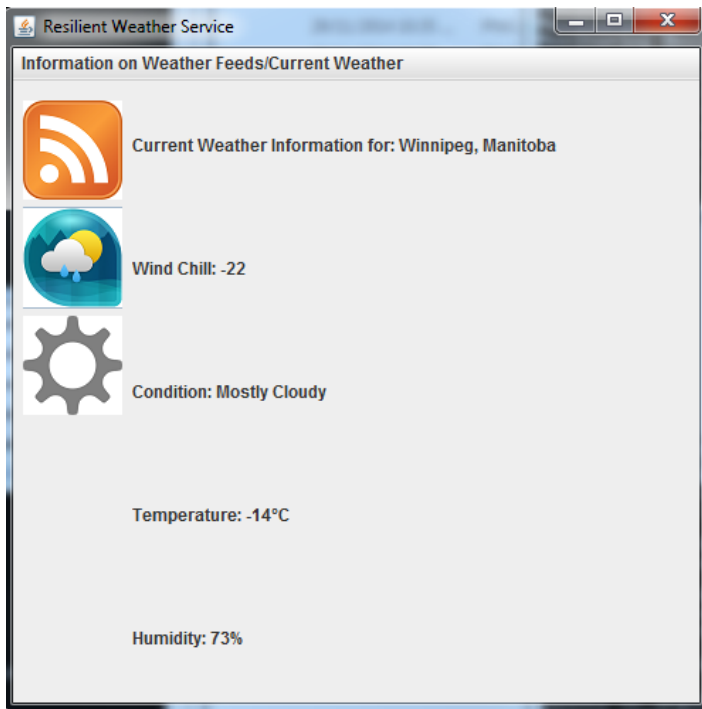 Resilient Weather Service
Information on Weather Feeds/Current Weather
Current Weather Information for: Winnipeg, Manitoba
Wind Chill: -22
Condition: Mostly Cloudy
Temperature: -14°C
Humidity: 73%